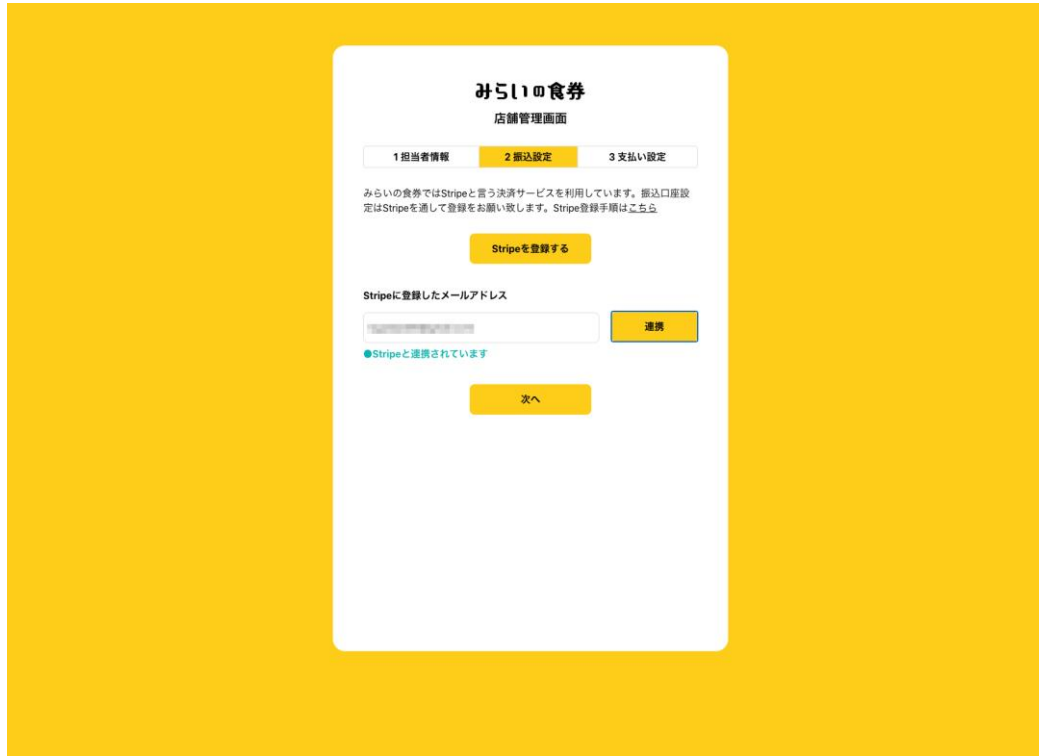 みらいの食券
店舗管理画面
1 担当者情報
2 振込設定
3 支払い設定
みらいの食券ではStripeと言う決済サービスを利用しています。振込口座設
定はStripeを通して登録をお願い致します。Stripe登録手順はこちら
Stripeを登録する
Stripeに登録したメールアドレス
連携
●Stripeと連携されています
次へ